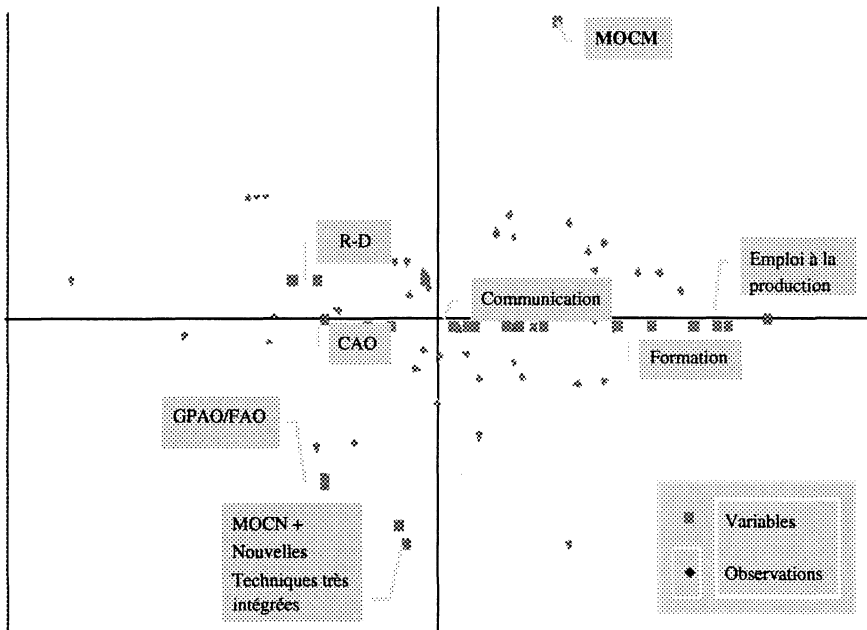 MOCM
R-D
Emploi à la
production
Communication
CAO
Formation
GPAO/FAO
MOCN +
Nouvelles
Techniques très
intégrées
Variables
Observations